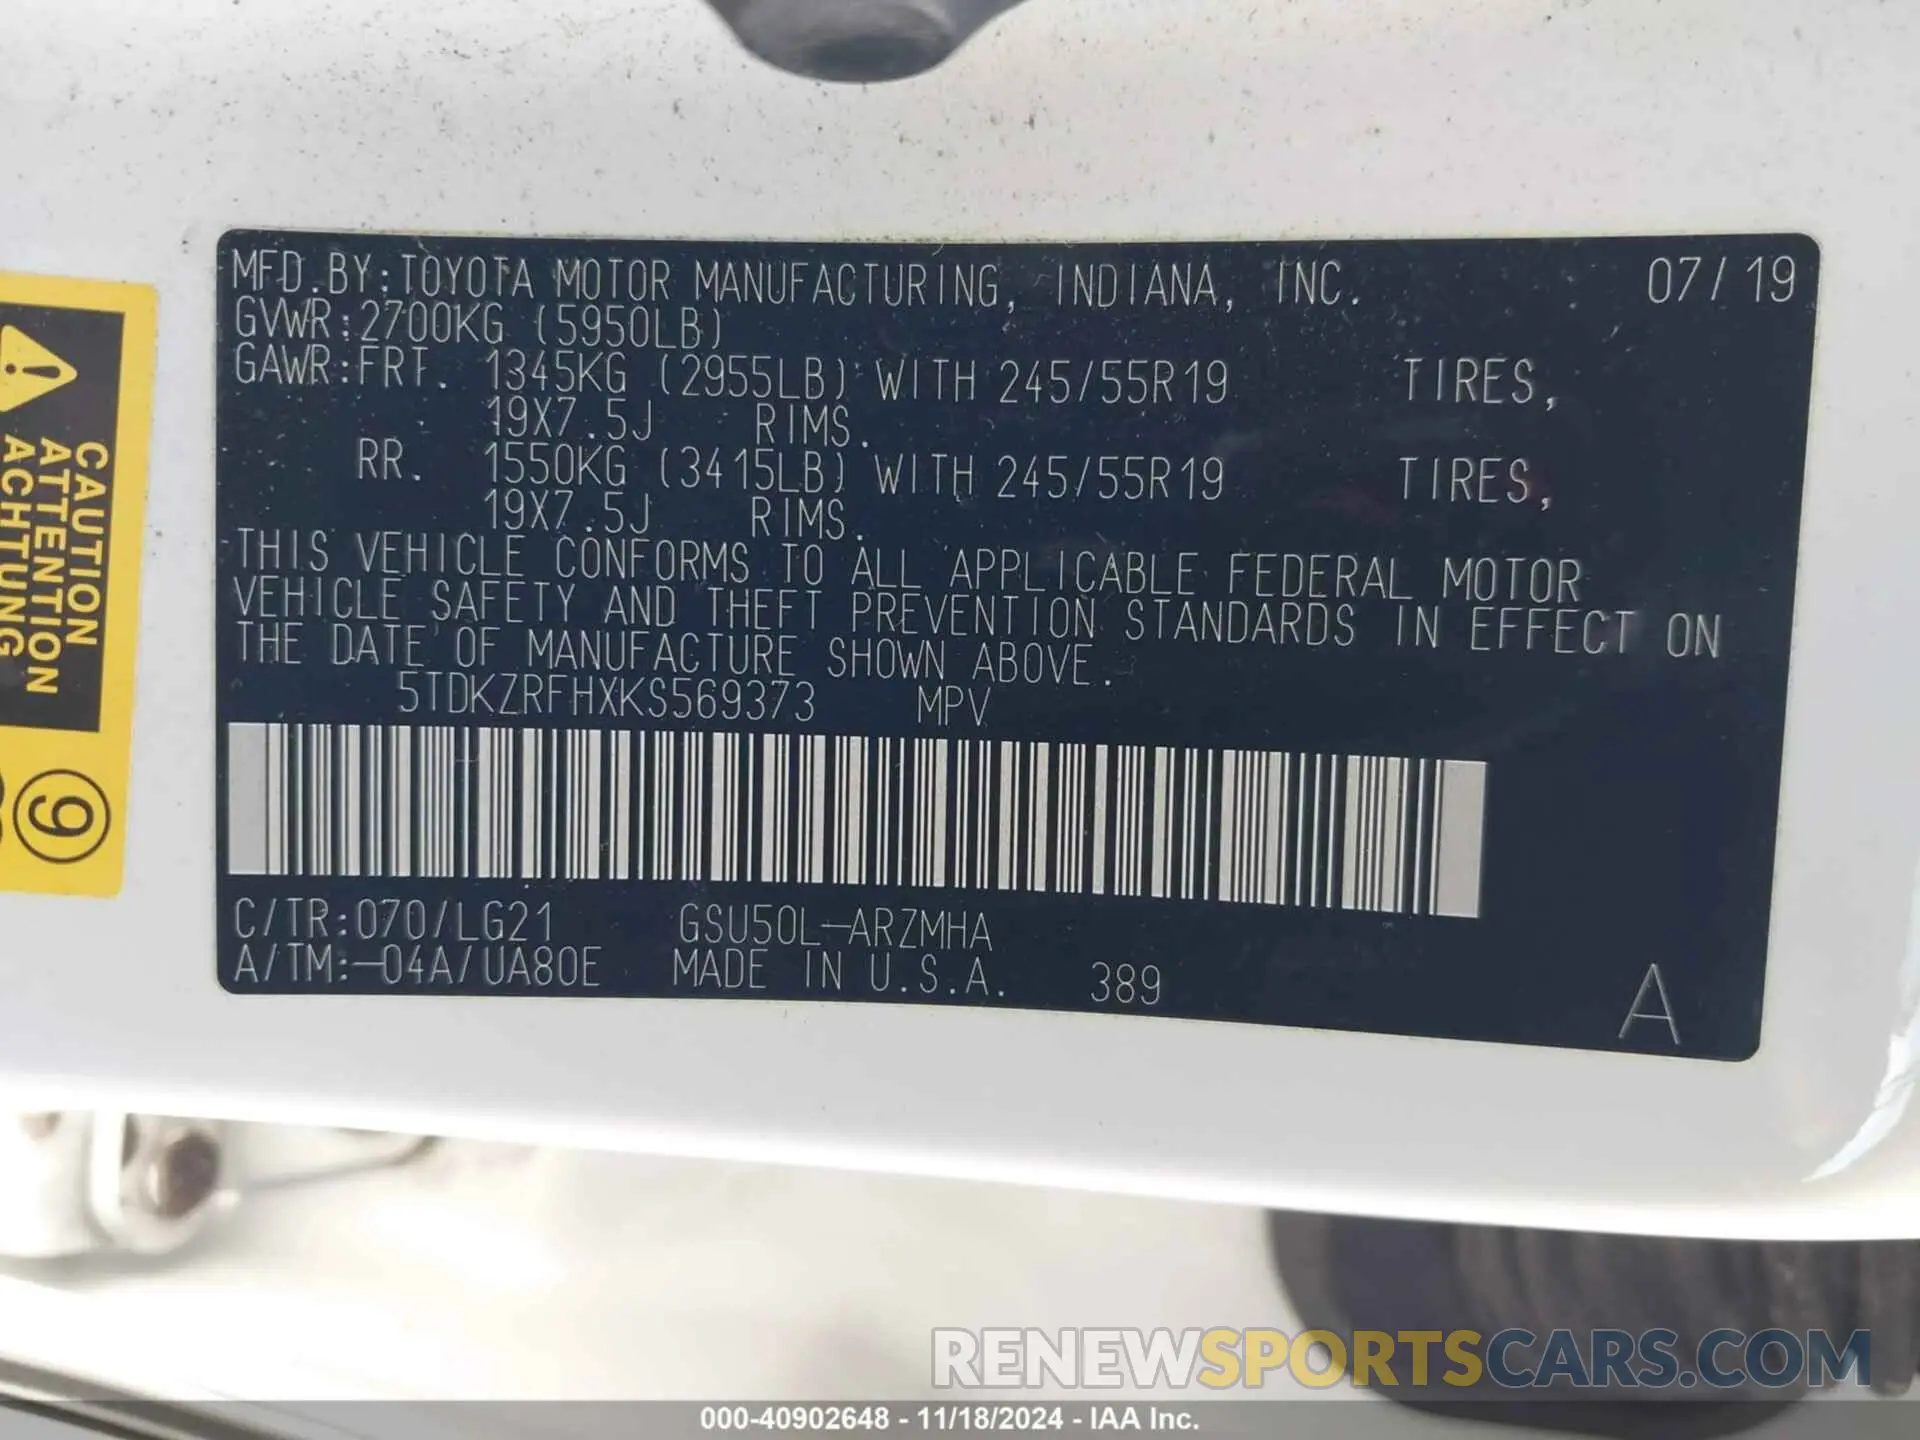 MFD.BY:TOYOTA MOTOR MANUFACTURING, INDIANA, INC. 07/19
GVWR:2700KG (5950LB)
GAWR:FRT. 1345KG (2955LB) WITH 245/55R19 TIRES,
19X7.5J RIMS.
RR. 1550KG (3415LB) WITH 245/55R19 TIRES,
19X7.5J RIMS.
THIS VEHICLE CONFORMS TO ALL APPLICABLE FEDERAL MOTOR
VEHICLE SAFETY AND THEFT PREVENTION STANDARDS IN EFFECT ON
THE DATE OF MANUFACTURE SHOWN ABOVE.
5TDKZRFHXKS569373 MPV
C/TR:070/LG21 GSU50L-ARZMHA
A/TM:-04A/UA80E MADE IN U.S.A. 389
A
CAUTION
ATTENTION
ACHTUNG
9
RENEWSPORTSCARS.COM
000-40902648 - 11/18/2024 - IAA Inc.